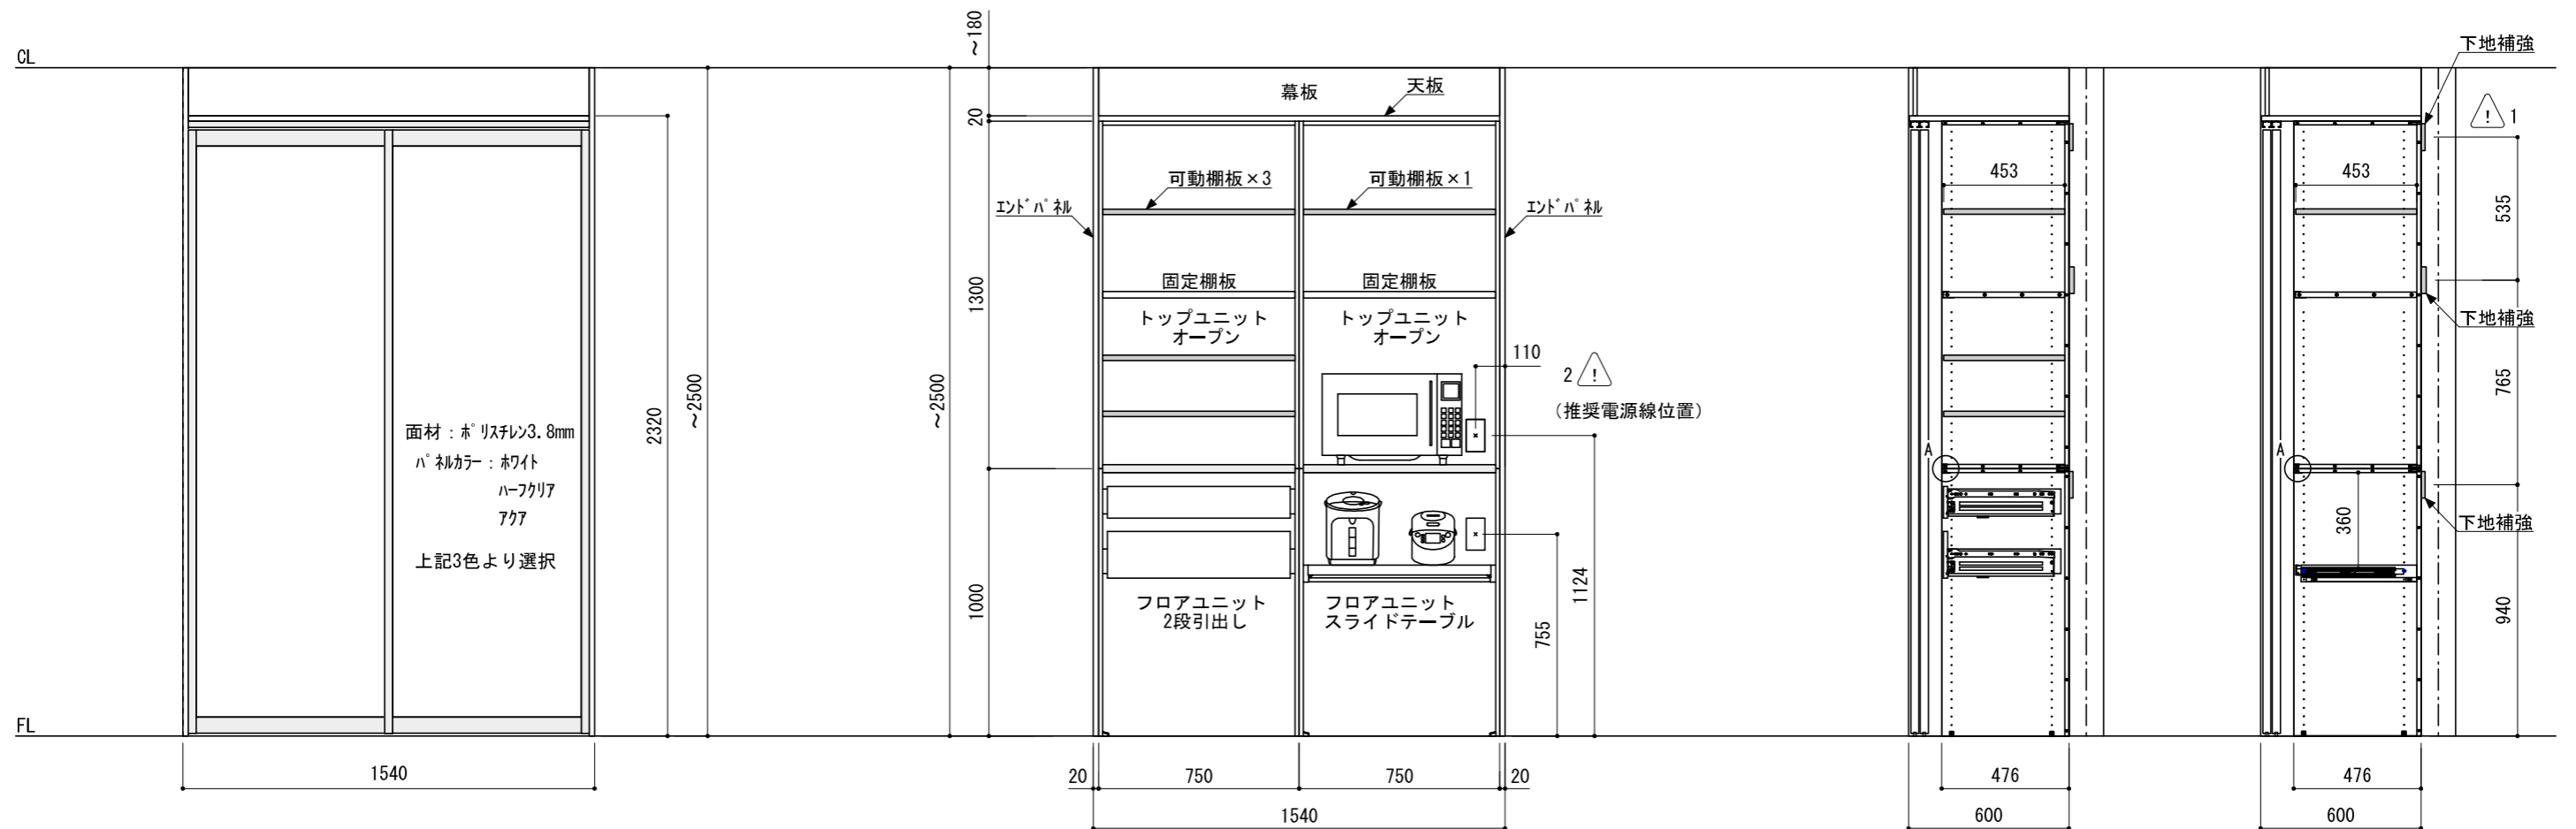 CL
FL
2320
~2500
面材：ポリスチレン3.8mm
パネルカラー：ホワイト
ハーフクリア
アクア
上記3色より選択
1540
~2500
~180
20
1300
1000
幕板
天板
可動棚板×3
可動棚板×1
エンドパネル
エンドパネル
固定棚板
固定棚板
トップユニット
オープン
トップユニット
オープン
110
2 !
(推奨電源線位置)
フロアユニット
2段引出し
フロアユニット
スライドテーブル
755
1124
20
750
750
20
1540
453
A
476
600
453
A
360
476
600
下地補強
! 1
535
下地補強
765
下地補強
940